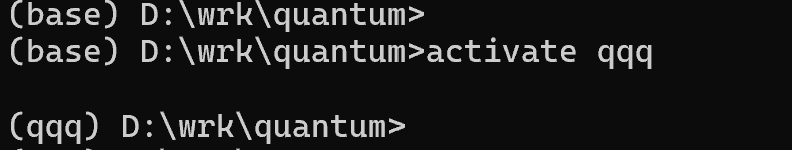 (base) D:\wrk\quantum>
(base) D:\wrk\quantum>activate qqq
(qqq) D:\wrk\quantum>